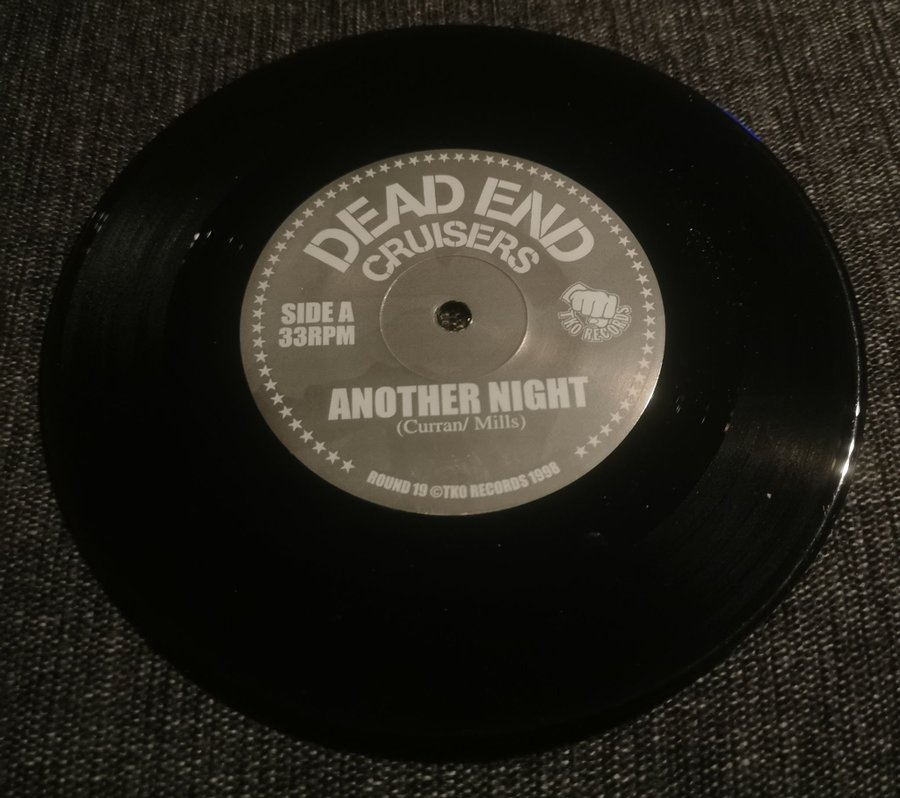 DEAD END
CRUISERS
SIDE A
33RPM
TKO RECORDS
ANOTHER NIGHT
(Curran/ Mills)
ROUND 19 ©TKO RECORDS 1998